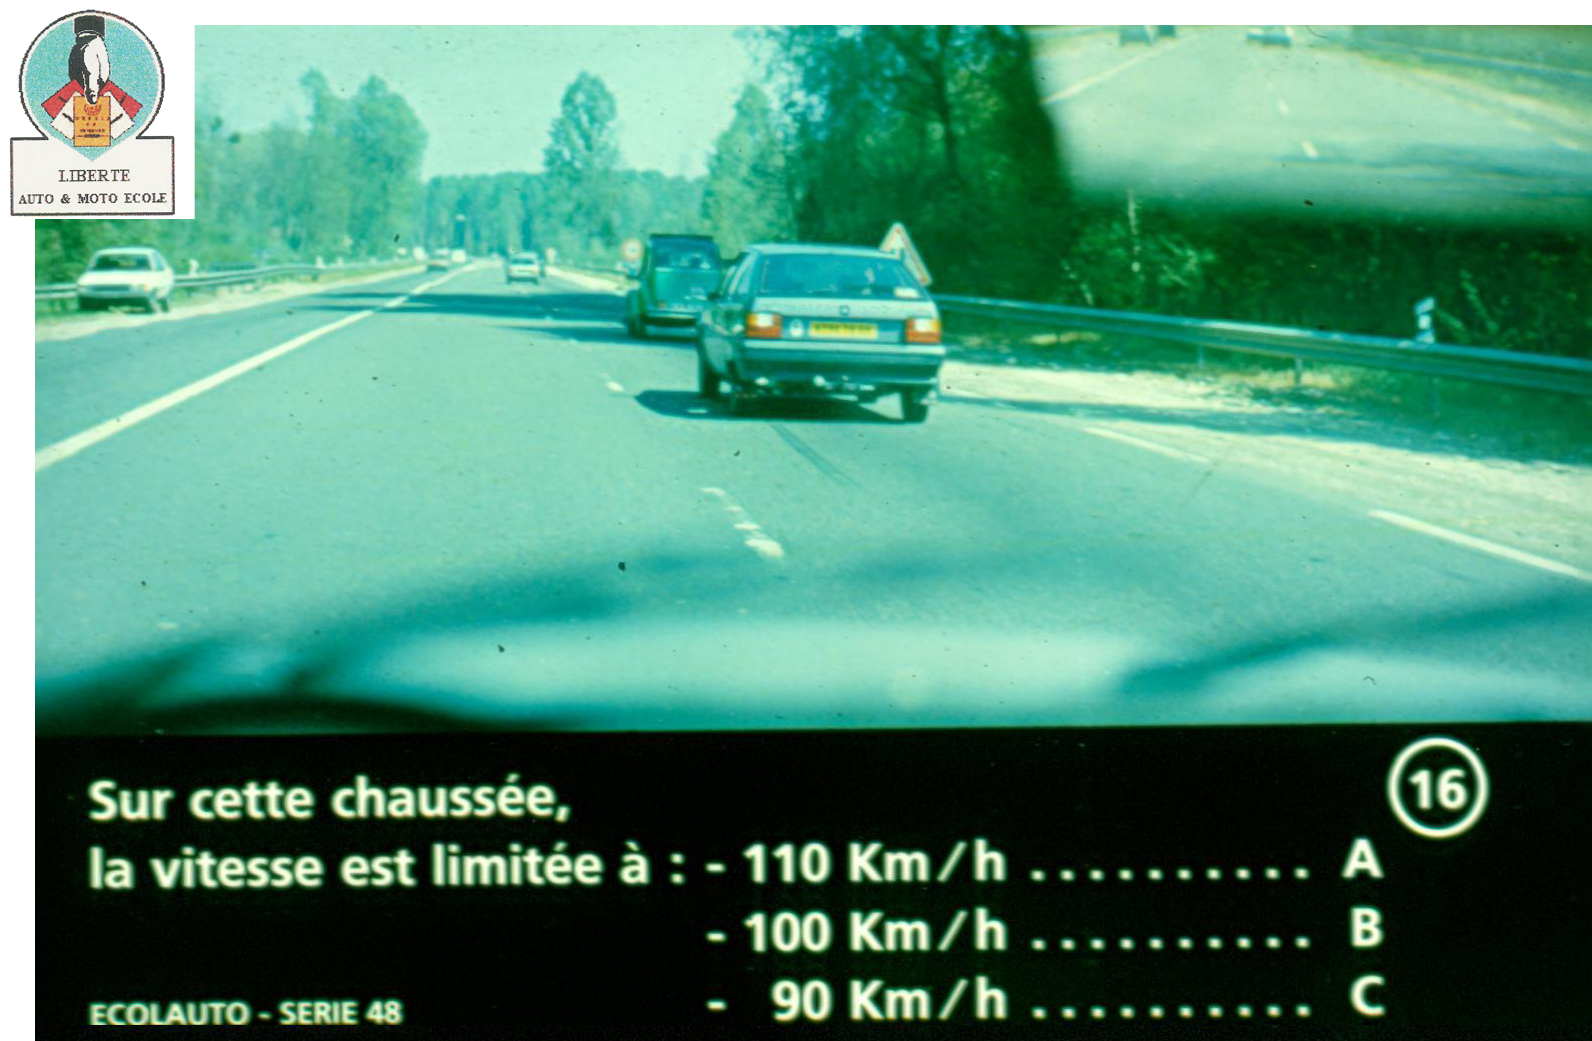 LIBERTE
AUTO & MOTO ECOLE
16
Sur cette chaussée,
la vitesse est limitée à : - 110 Km/h .......... A
- 100 Km/h .......... B
- 90 Km/h .......... C
ECOLAUTO - SERIE 48